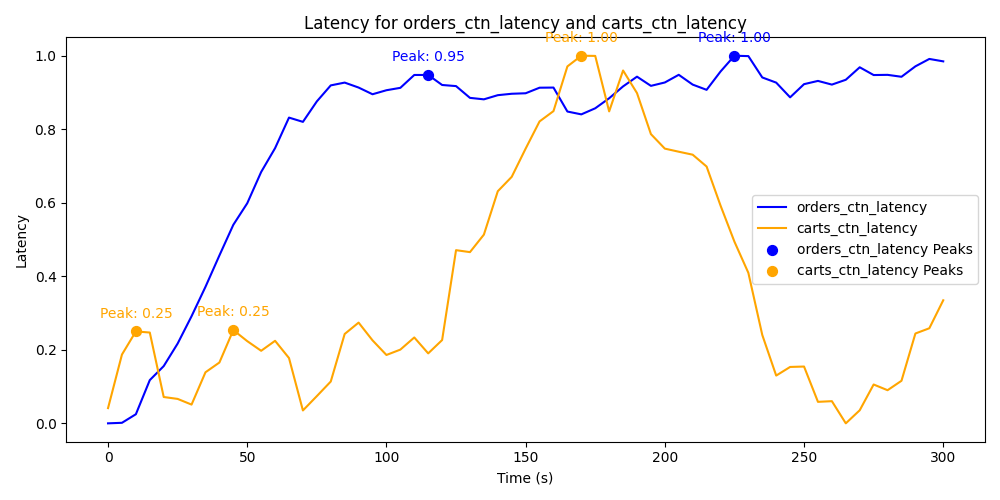 Latency for orders_ctn_latency and carts_ctn_latency
Peak: 1.00
Peak: 1.00
Peak: 0.95
Peak: 0.25
Peak: 0.25
1.0
0.8
0.6
0.4
0.2
0.0
Latency
orders_ctn_latency
carts_ctn_latency
orders_ctn_latency Peaks
carts_ctn_latency Peaks
0
50
100
150
200
250
300
Time (s)